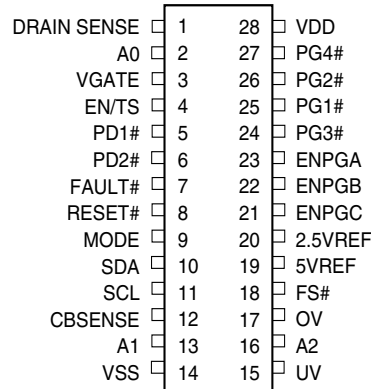 DRAIN SENSE 1 28 VDD
A0 2 27 PG4#
VGATE 3 26 PG2#
EN/TS 4 25 PG1#
PD1# 5 24 PG3#
PD2# 6 23 ENPGA
FAULT# 7 22 ENPGB
RESET# 8 21 ENPGC
MODE 9 20 2.5VREF
SDA 10 19 5VREF
SCL 11 18 FS#
CBSENSE 12 17 OV
A1 13 16 A2
VSS 14 15 UV